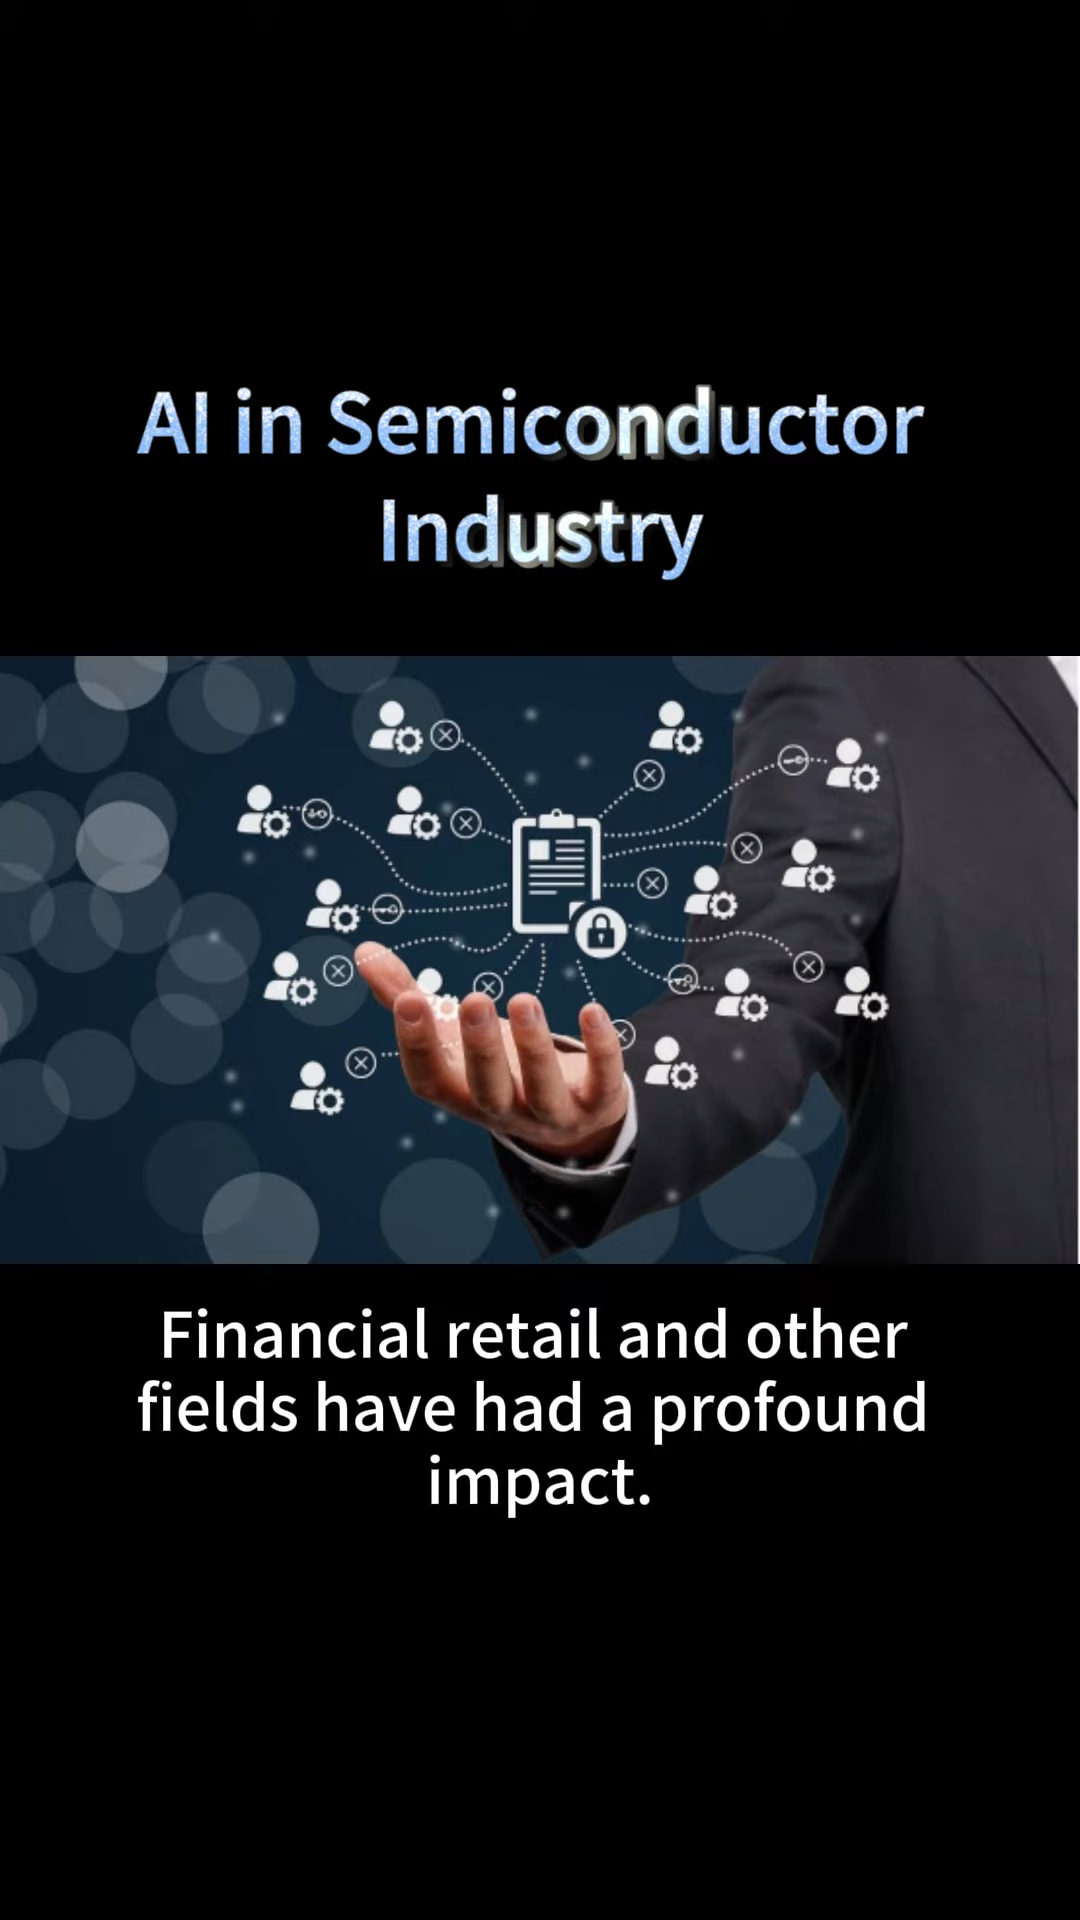 AI in Semiconductor
Industry
Financial retail and other
fields have had a profound
impact.